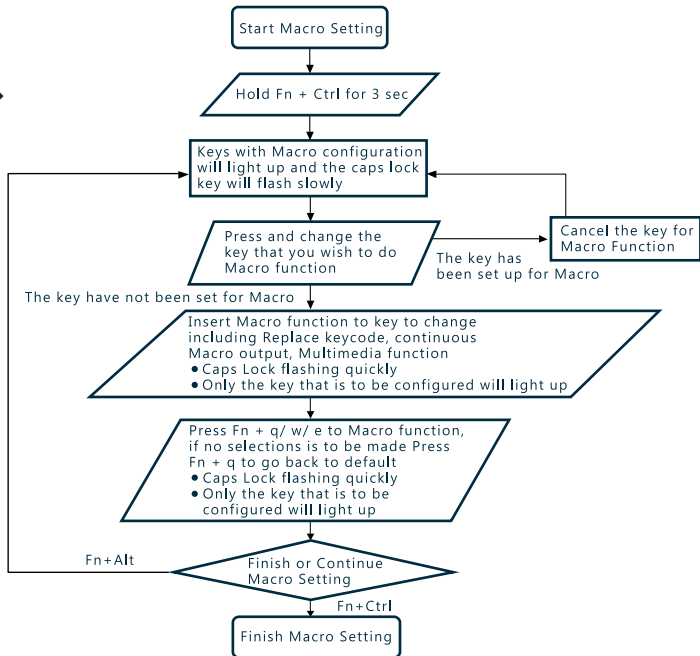 Start Macro Setting
Hold Fn + Ctrl for 3 sec
Keys with Macro configuration
will light up and the caps lock
key will flash slowly
Press and change the
key that you wish to do
Macro function
Cancel the key for
Macro Function
The key has
been set up for Macro
The key have not been set for Macro
Insert Macro function to key to change
including Replace keycode, continuous
Macro output, Multimedia function
• Caps Lock flashing quickly
• Only the key that is to be configured will light up
Press Fn + q/ w/ e to Macro function,
if no selections is to be made Press
Fn + q to go back to default
• Caps Lock flashing quickly
• Only the key that is to be
configured will light up
Fn+Alt
Finish or Continue
Macro Setting
Fn+Ctrl
Finish Macro Setting